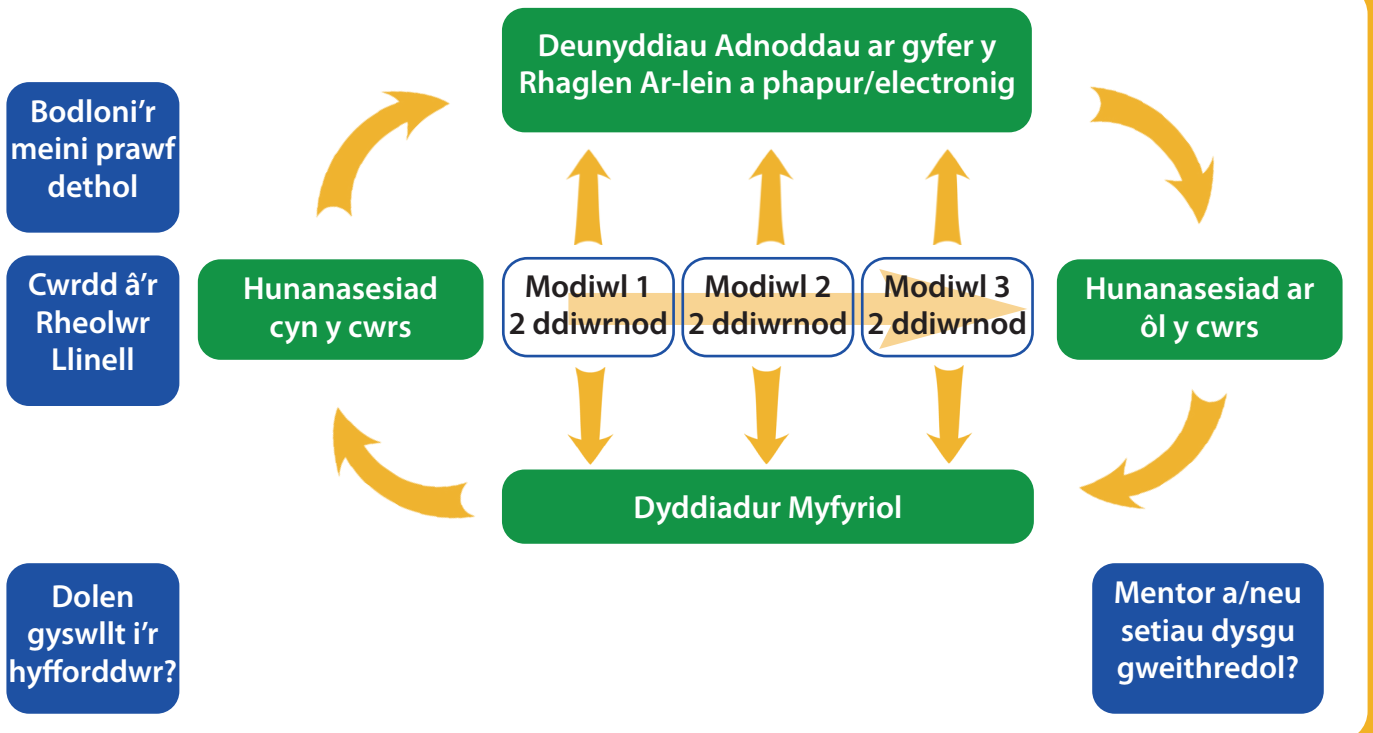 Deunyddiau Adnoddau ar gyfer y
Rhaglen Ar-lein a phapur/electronig
Bodloni'r
meini prawf
dethol
Cwrdd â'r
Rheolwr
Llinell
Hunanasesiad
cyn y cwrs
Modiwl 1
2 ddiwrnod
Modiwl 2
2 ddiwrnod
Modiwl 3
2 ddiwrnod
Hunanasesiad ar
ôl y cwrs
Dyddiadur Myfyriol
Dolen
gyswllt i'r
hyfforddwr?
Mentor a/neu
setiau dysgu
gweithredol?